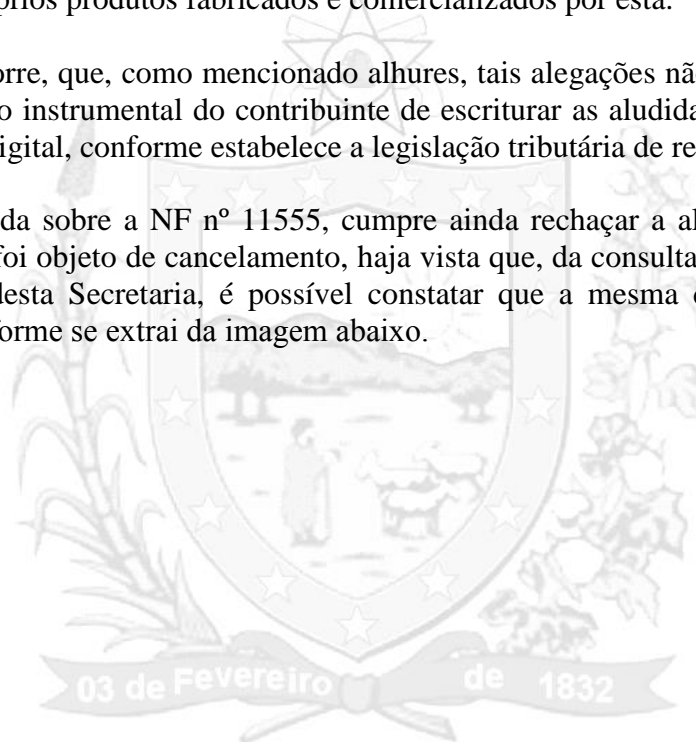 prios produtos fabricados e comercializados por esta.
orre, que, como mencionado alhures, tais alegações nã
o instrumental do contribuinte de escriturar as aludida
igital, conforme estabelece a legislação tributária de re
da sobre a NF nº 11555, cumpre ainda rechaçar a al
foi objeto de cancelamento, haja vista que, da consulta
desta Secretaria, é possível constatar que a mesma
forme se extrai da imagem abaixo.
03 de Fevereiro de 1832